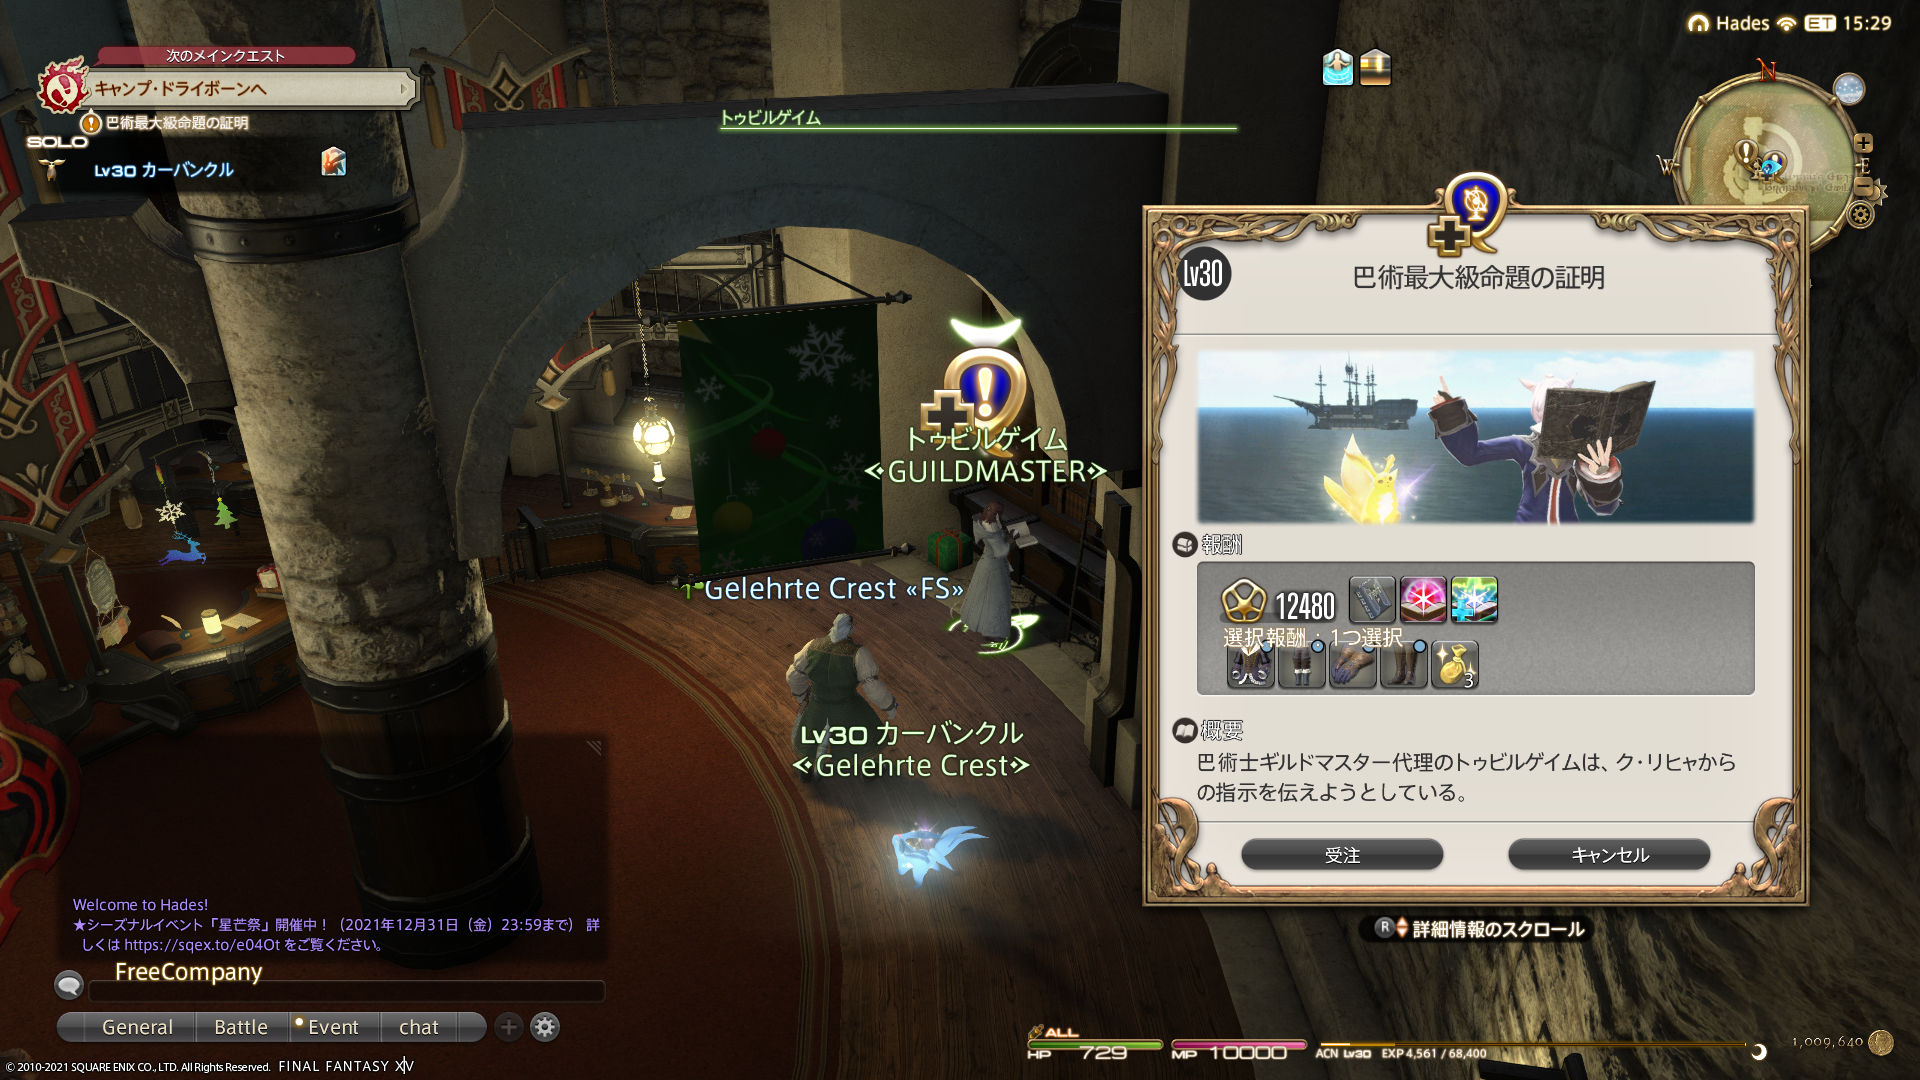 次のメインクエスト
キャンプ・ドライボーンへ
巴術最大級命題の証明
SOLO
Lv30 カーバンクル
トゥビルゲイム
Hades ET 15:29
N
W
E
トゥビルゲイム
GUILDMASTER
Gelehrte Crest «FS»
Lv30 カーバンクル
Gelehrte Crest
Lv30
巴術最大級命題の証明
報酬
12480
選択報酬：1つ選択
3
概要
巴術士ギルドマスター代理のトゥビルゲイムは、ク・リヒャから
の指示を伝えようとしている。
受注
キャンセル
R 詳細情報のスクロール
Welcome to Hades!
★シーズナルイベント「星芒祭」開催中！（2021年12月31日（金）23:59まで） 詳
しくは https://sqex.to/e04Ot をご覧ください。
FreeCompany
General Battle Event chat
ALL
HP 729 MP 10000 ACN Lv30 EXP 4,561 / 68,400
1,009,640
© 2010-2021 SQUARE ENIX CO., LTD. All Rights Reserved. FINAL FANTASY XIV